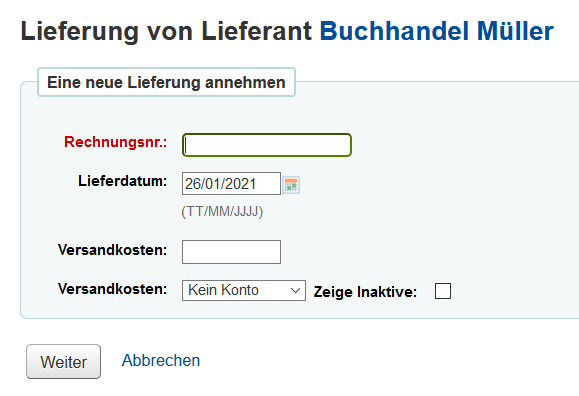 Lieferung von Lieferant Buchhandel Müller
Eine neue Lieferung annehmen
Rechnungsnr.:
Lieferdatum: 26/01/2021
(TT/MM/JJJJ)
Versandkosten:
Versandkosten: Kein Konto Zeige Inaktive:
Weiter Abbrechen